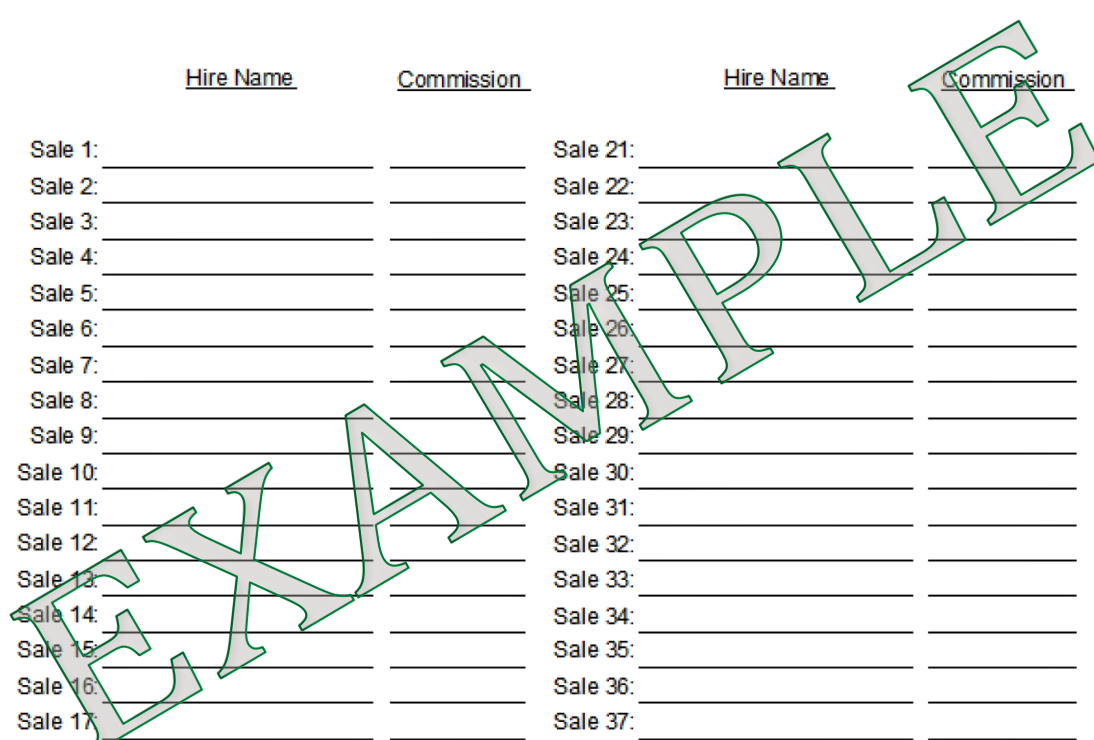 Hire Name Commission Hire Name Commission
Sale 1: Sale 21:
Sale 2: Sale 22:
Sale 3: Sale 23:
Sale 4: Sale 24:
Sale 5: Sale 25:
Sale 6: Sale 26:
Sale 7: Sale 27:
Sale 8: Sale 28:
Sale 9: Sale 29:
Sale 10: Sale 30:
Sale 11: Sale 31:
Sale 12: Sale 32:
Sale 13: Sale 33:
Sale 14: Sale 34:
Sale 15: Sale 35:
Sale 16: Sale 36:
Sale 17: Sale 37:
EXAMPLE